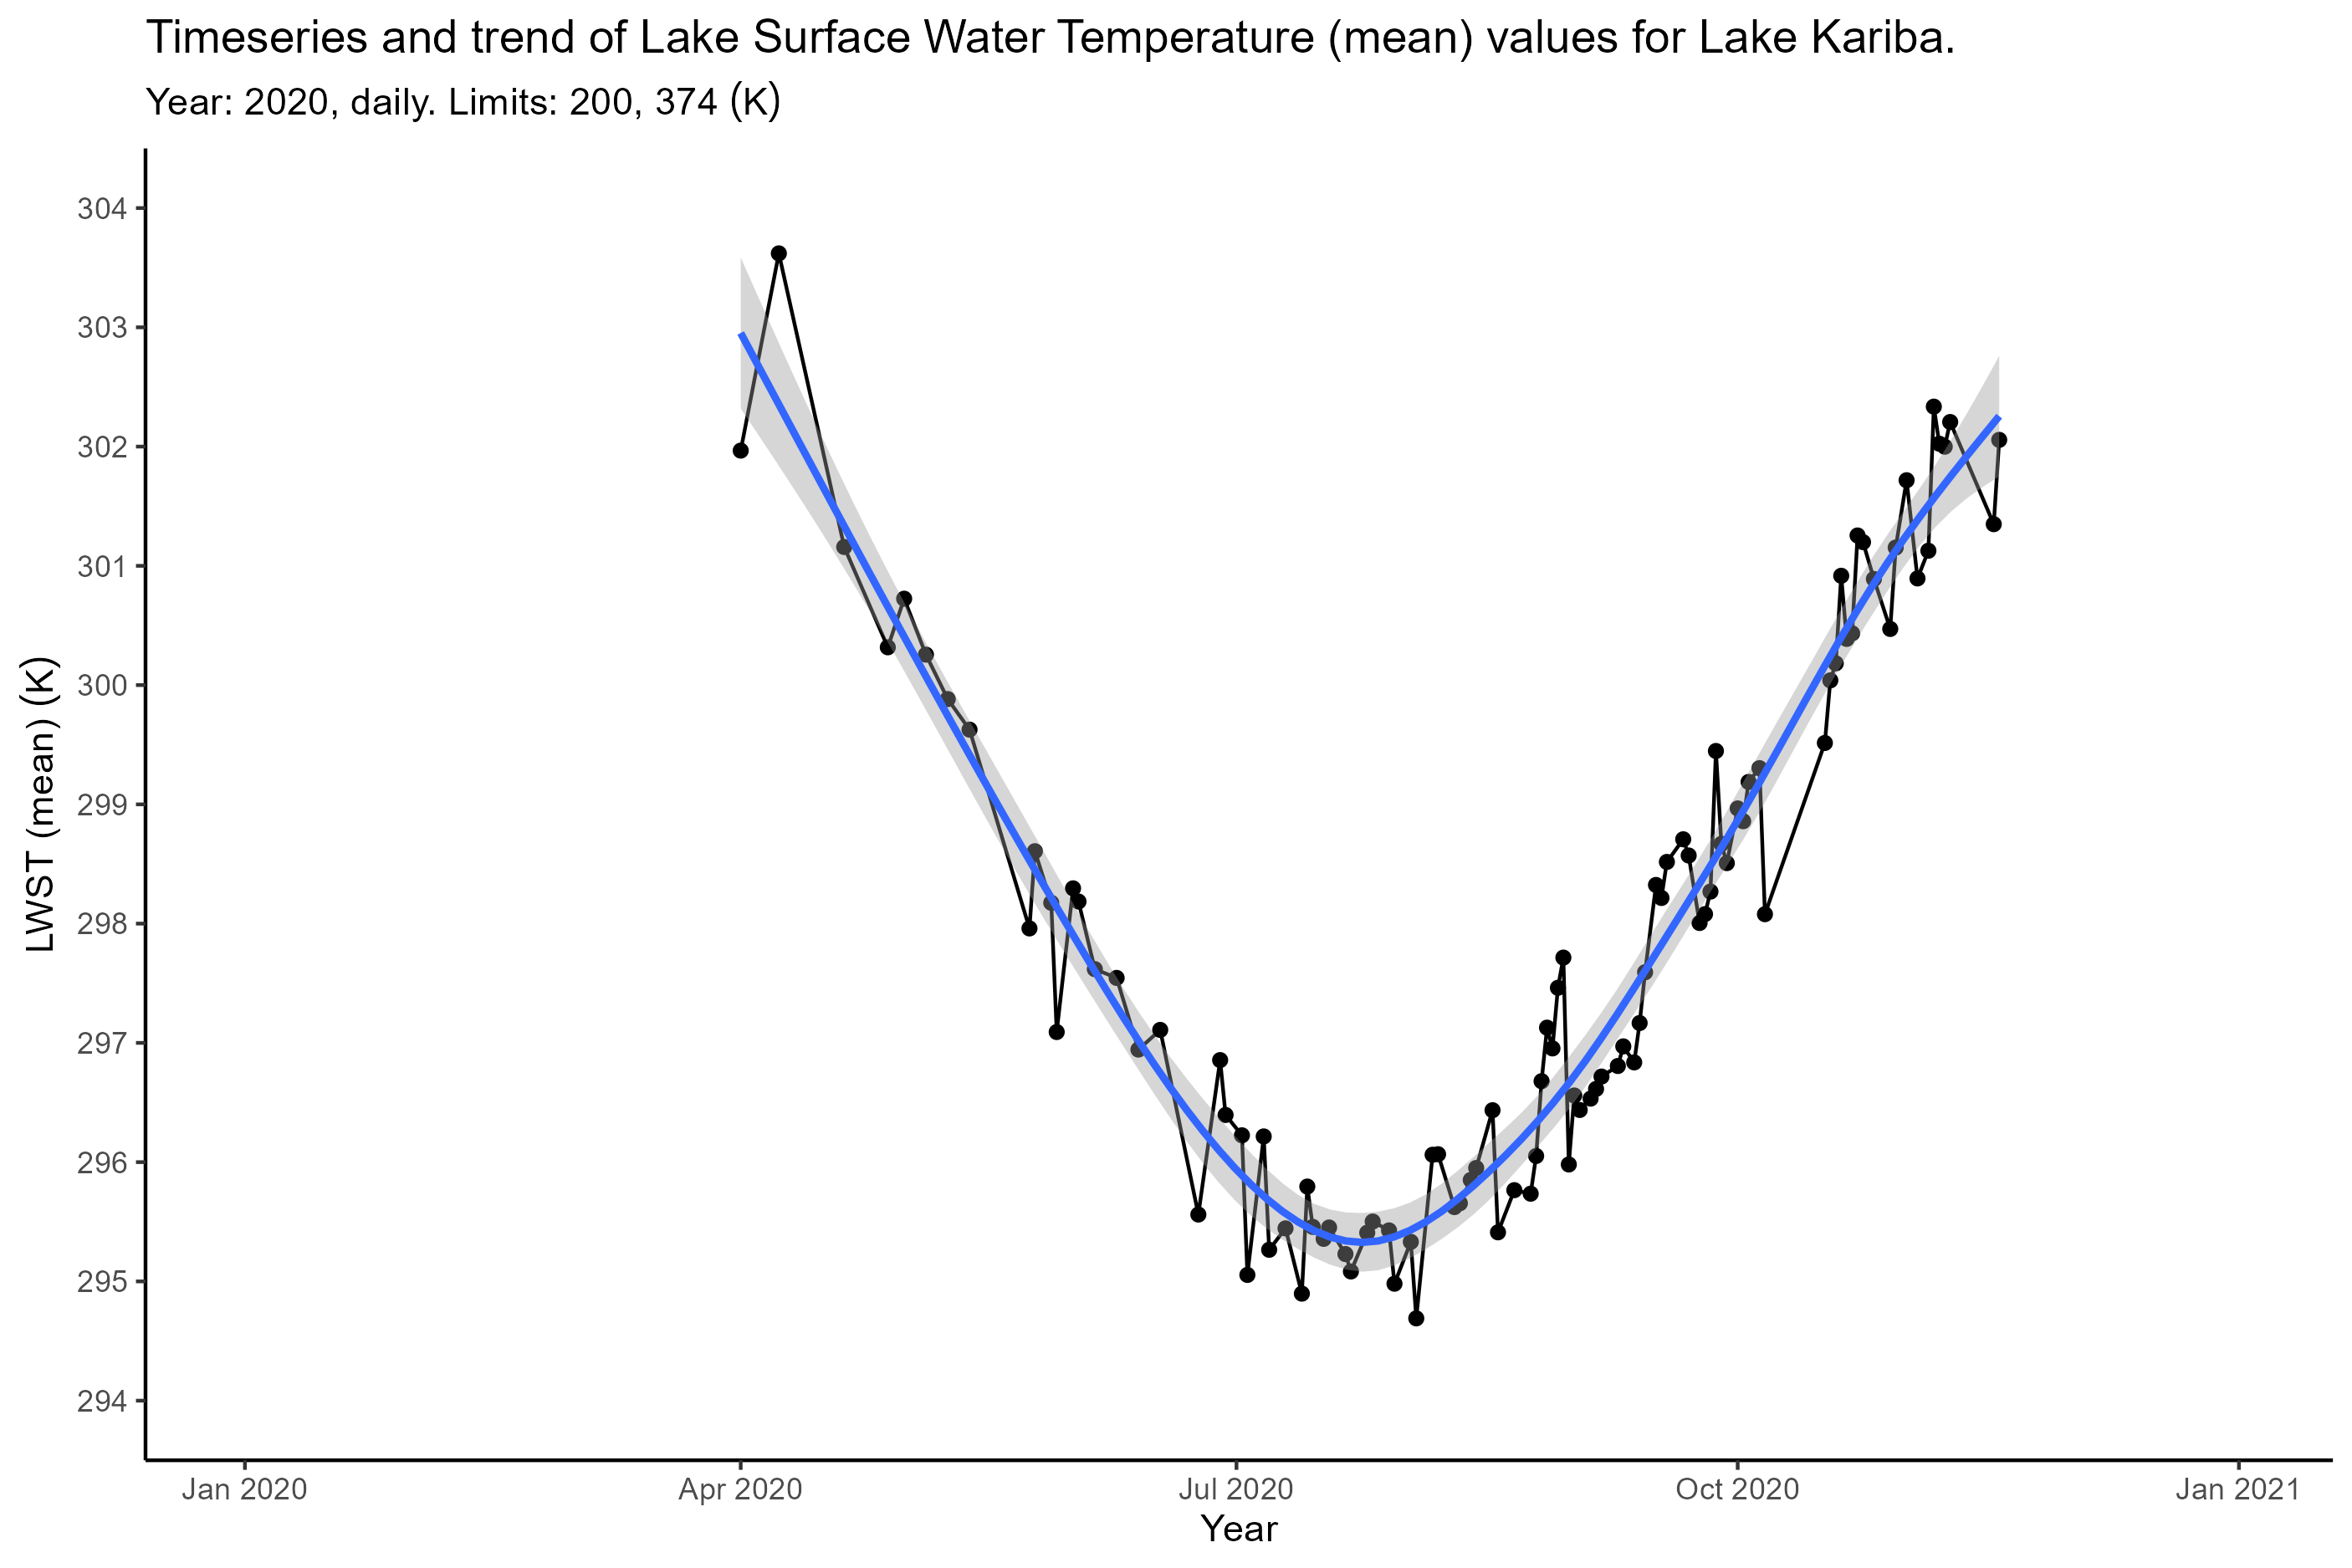 Timeseries and trend of Lake Surface Water Temperature (mean) values for Lake Kariba.
Year: 2020, daily. Limits: 200, 374 (K)
304
303
302
301
300
299
298
297
296
295
294
LWST (mean) (K)
Jan 2020
Apr 2020
Jul 2020
Oct 2020
Jan 2021
Year